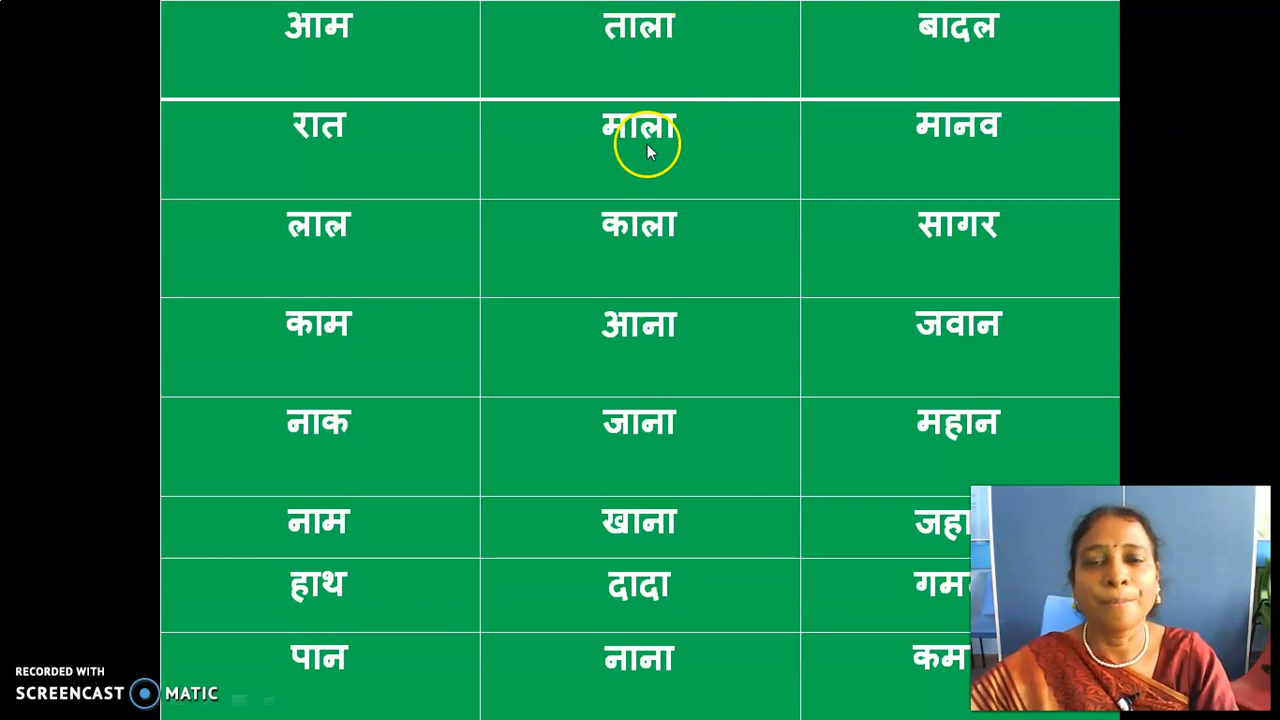 आम ताला बादल
रात माला मानव
लाल काला सागर
काम आना जवान
नाक जाना महान
नाम खाना
हाथ दादा
पान नाना
RECORDED WITH
SCREENCAST MATIC